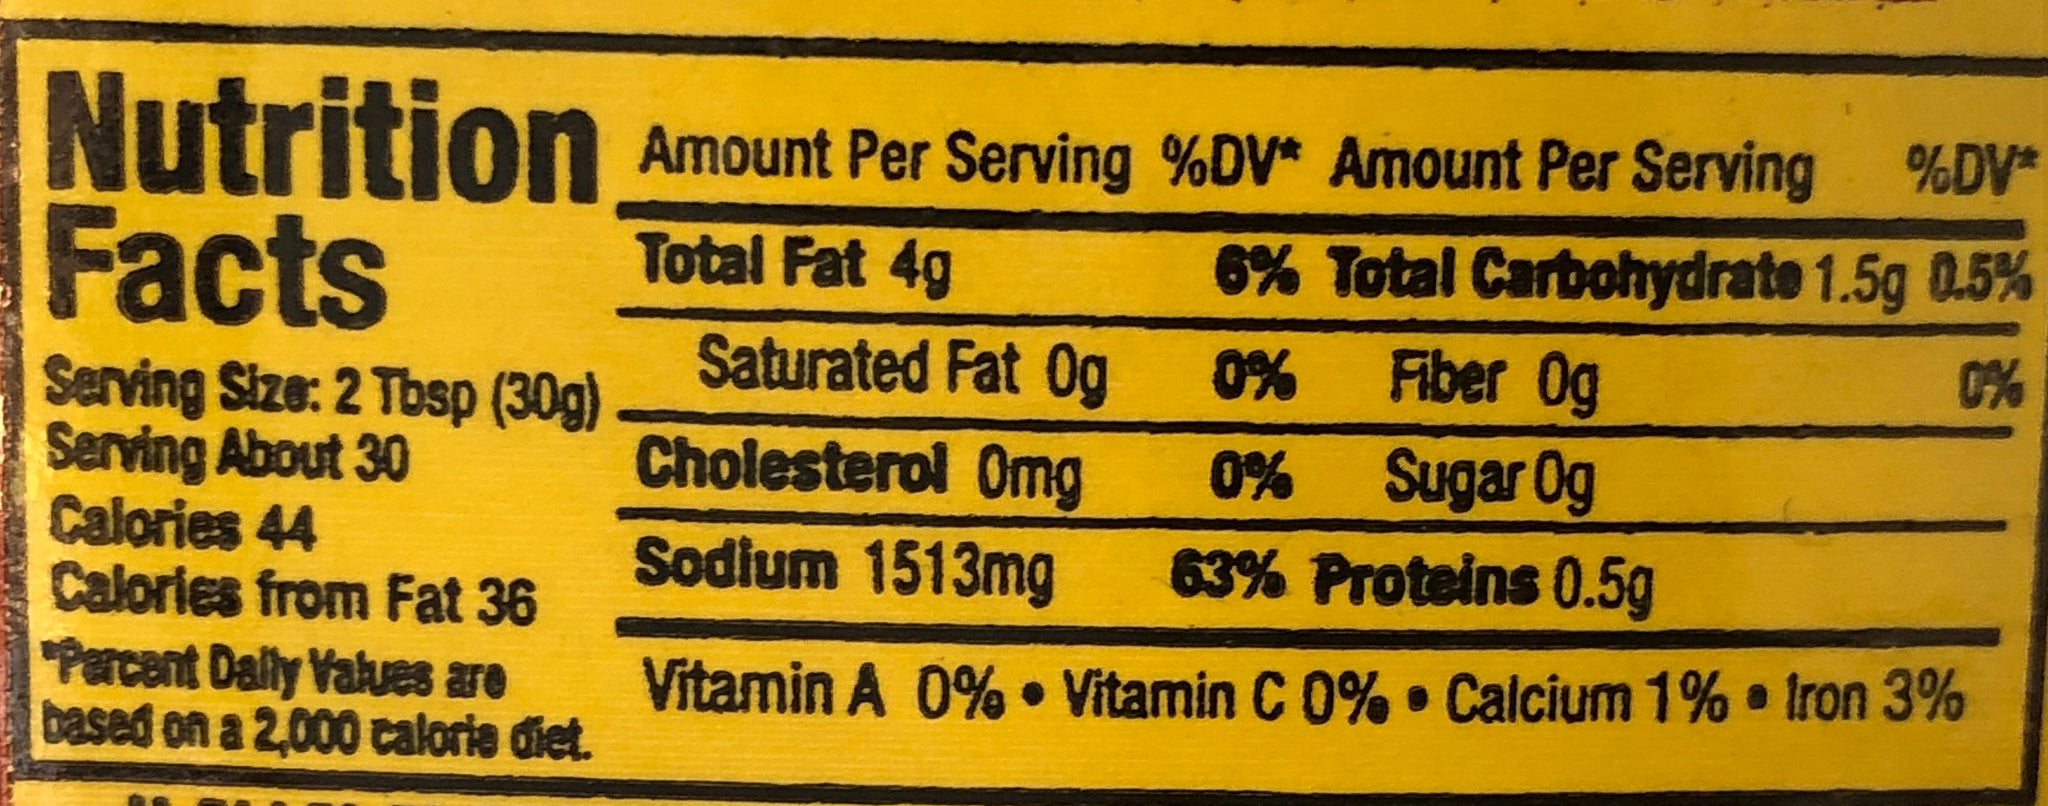 Nutrition
Facts
Serving Size: 2 Tbsp (30g)
Serving About 30
Calories 44
Calories from Fat 36
*Percent Daily Values are
based on a 2,000 calorie diet.
Amount Per Serving %DV* Amount Per Serving %DV*
Total Fat 4g 6% Total Carbohydrate 1.5g 0.5%
Saturated Fat 0g 0% Fiber 0g 0%
Cholesterol 0mg 0% Sugar 0g
Sodium 1513mg 63% Proteins 0.5g
Vitamin A 0% • Vitamin C 0% • Calcium 1% • Iron 3%